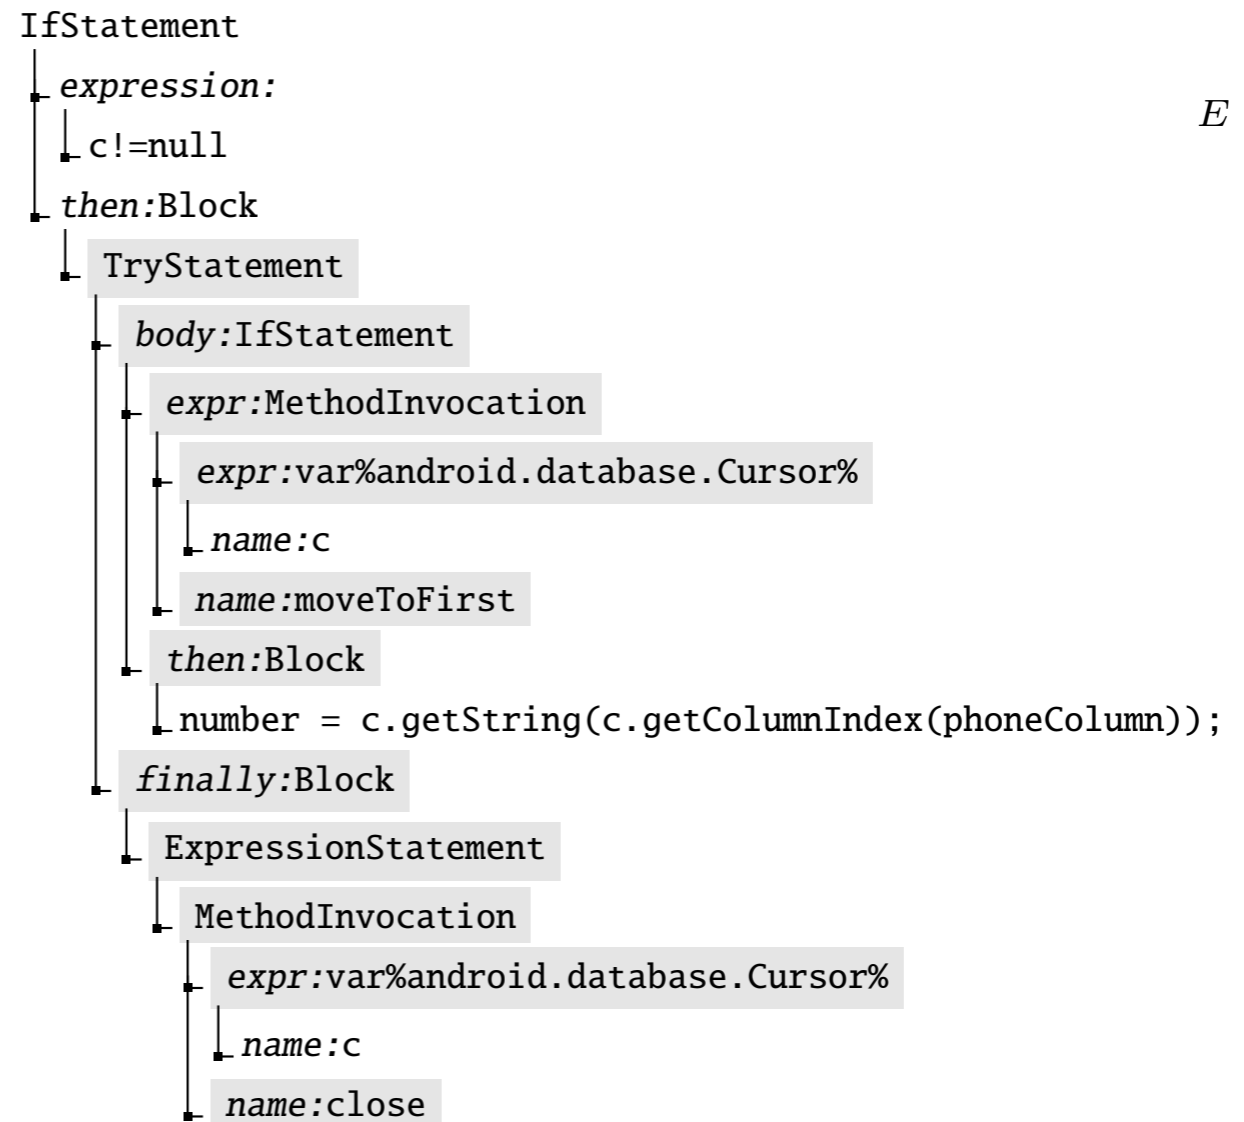 IfStatement
expression:
E
c!=null
then:Block
TryStatement
body:IfStatement
expr:MethodInvocation
expr:var%android.database.Cursor%
name:c
name:moveToFirst
then:Block
number = c.getString(c.getColumnIndex(phoneColumn));
finally:Block
ExpressionStatement
MethodInvocation
expr:var%android.database.Cursor%
name:c
name:close